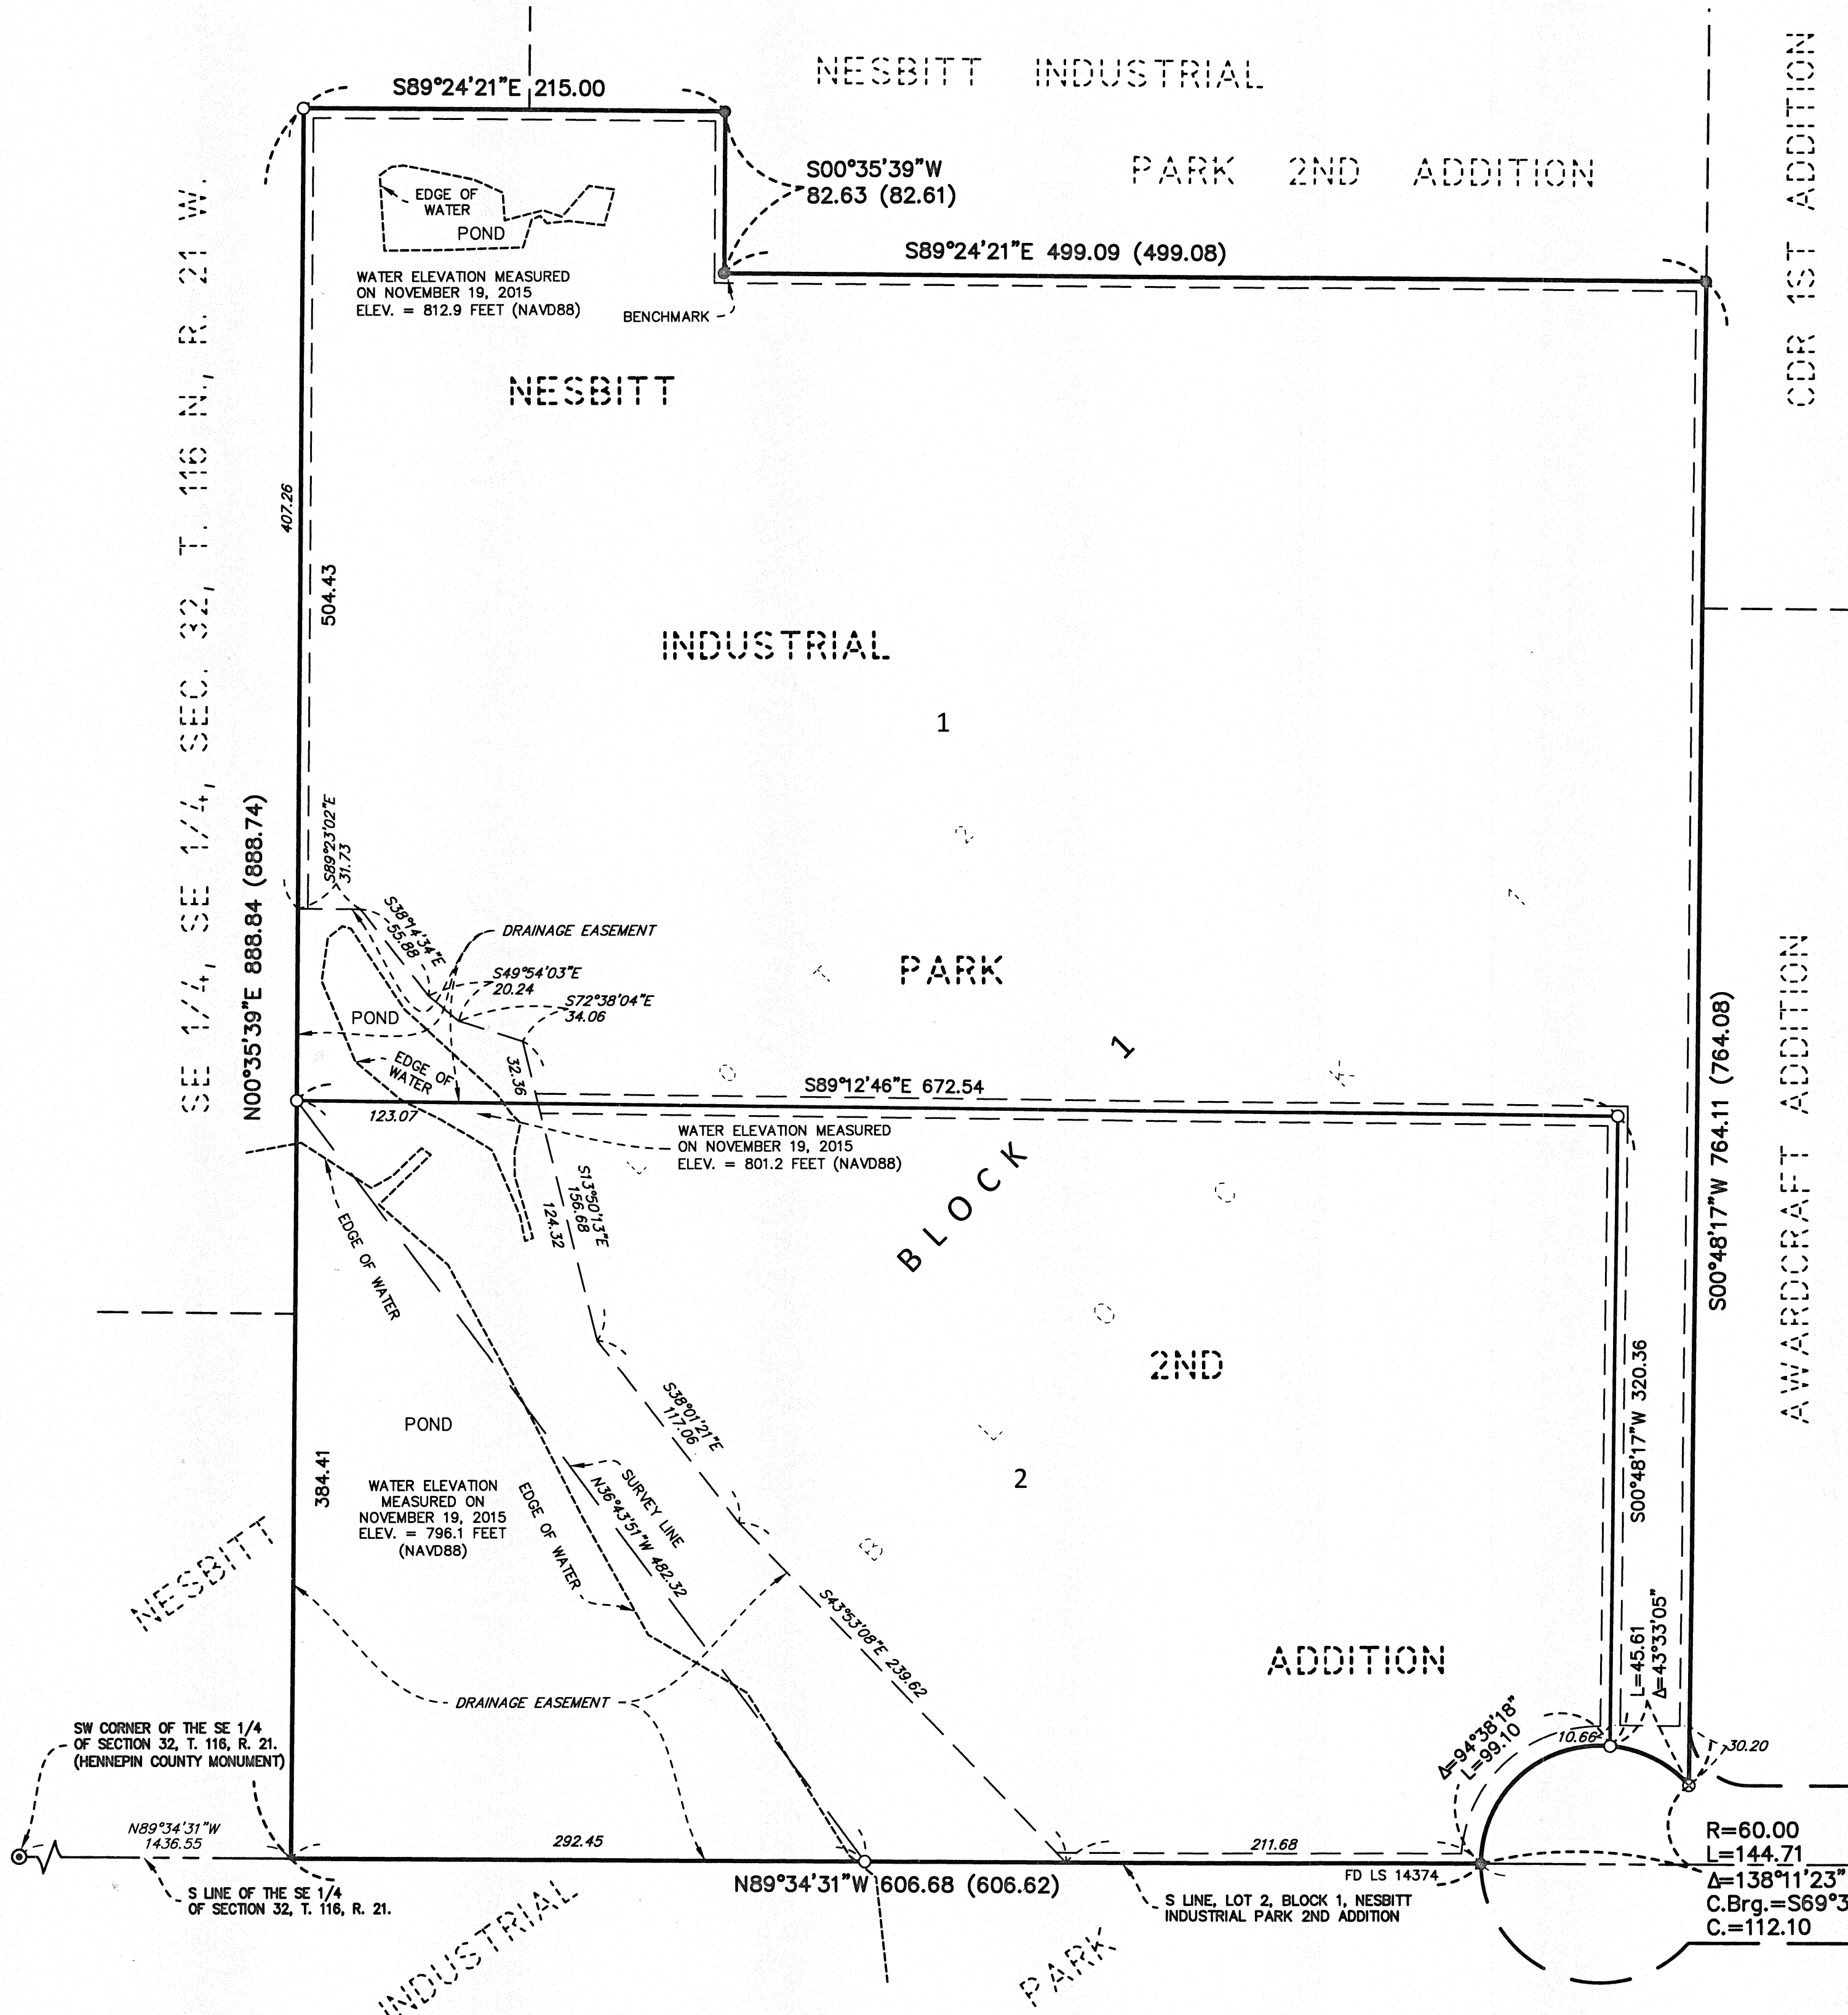 NESBITT INDUSTRIAL
PARK 2ND ADDITION
CDR 1ST ADDITION
S89°24'21"E 215.00
S00°35'39"W
82.63 (82.61)
S89°24'21"E 499.09 (499.08)
EDGE OF
WATER
POND
WATER ELEVATION MEASURED
ON NOVEMBER 19, 2015
ELEV. = 812.9 FEET (NAVD88)
BENCHMARK
SE 1/4, SE 1/4, SEC. 32, T. 116 N., R. 21 W.
NESBITT
407.26
504.43
INDUSTRIAL
1
N00°35'39"E 888.84 (888.74)
S89°23'02"E
31.73
S38°14'34"E
55.88
DRAINAGE EASEMENT
S49°54'03"E
20.24
S72°38'04"E
34.06
PARK
LOT 2
POND
EDGE OF
WATER
32.36
S89°12'46"E 672.54
123.07
WATER ELEVATION MEASURED
ON NOVEMBER 19, 2015
ELEV. = 801.2 FEET (NAVD88)
S13°50'13"E
156.68
124.32
BLOCK 1
BLOCK 1
S00°48'17"W 764.11 (764.08)
AWARDCRAFT ADDITION
EDGE OF WATER
2ND
S00°48'17"W 320.36
S38°01'21"E
117.06
POND
384.41
WATER ELEVATION
MEASURED ON
NOVEMBER 19, 2015
ELEV. = 796.1 FEET
(NAVD88)
EDGE OF WATER
SURVEY LINE
N36°43'51"W 482.32
2
S43°53'08"E 239.62
ADDITION
L=45.61
Δ=43°33'05"
DRAINAGE EASEMENT
Δ=94°38'18"
L=99.10
10.66
30.20
NESBITT
SW CORNER OF THE SE 1/4
OF SECTION 32, T. 116, R. 21.
(HENNEPIN COUNTY MONUMENT)
N89°34'31"W
1436.55
292.45
211.68
FD LS 14374
N89°34'31"W 606.68 (606.62)
S LINE OF THE SE 1/4
OF SECTION 32, T. 116, R. 21.
S LINE, LOT 2, BLOCK 1, NESBITT
INDUSTRIAL PARK 2ND ADDITION
R=60.00
L=144.71
Δ=138°11'23"
C.Brg.=S69°3
C.=112.10
INDUSTRIAL
PARK